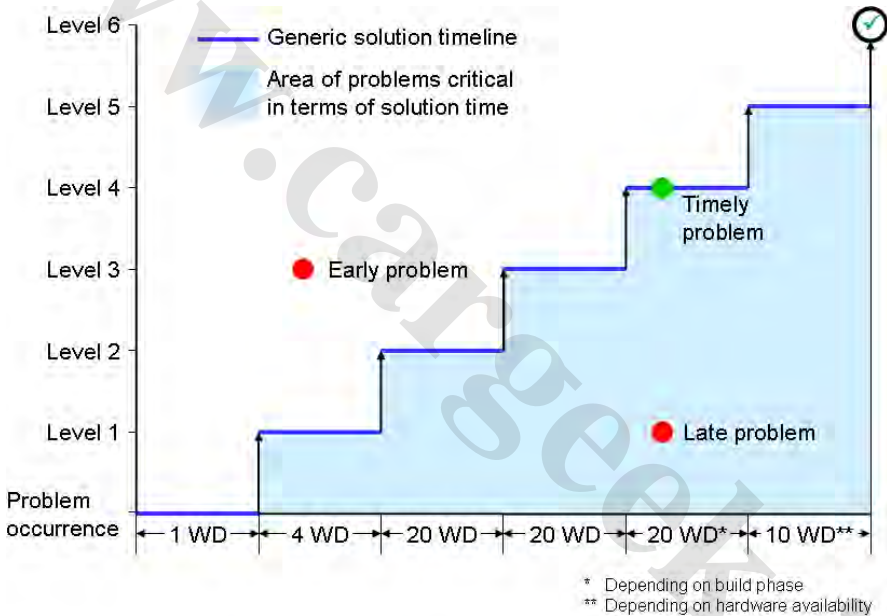 Level 6
Generic solution timeline
Area of problems critical
in terms of solution time
Level 5
Level 4
Timely
problem
Level 3
Early problem
Level 2
Level 1
Late problem
Problem
occurrence
1 WD
4 WD
20 WD
20 WD
20 WD*
10 WD**
* Depending on build phase
** Depending on hardware availability
w.cargeek